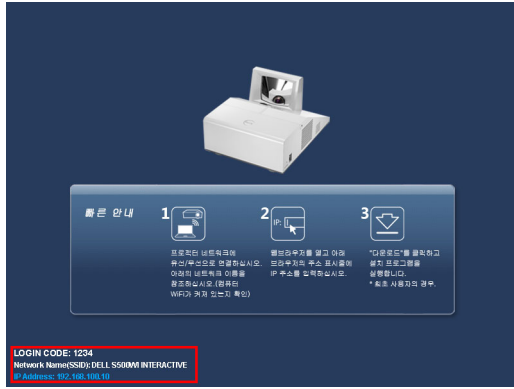 빠른 안내
1
프로젝터 네트워크에
유선/무선으로 연결하십시오.
아래의 네트워크 이름을
참조하십시오.(컴퓨터
WiFi가 켜져 있는지 확인)
2
IP:
웹브라우저를 열고 아래
브라우저의 주소 표시줄에
IP 주소를 입력하십시오.
3
"다운로드"를 클릭하고
설치 프로그램을
실행합니다.
* 최초 사용자의 경우.
LOGIN CODE: 1234
Network Name(SSID): DELL S500WI INTERACTIVE
IP Address: 192.168.100.10